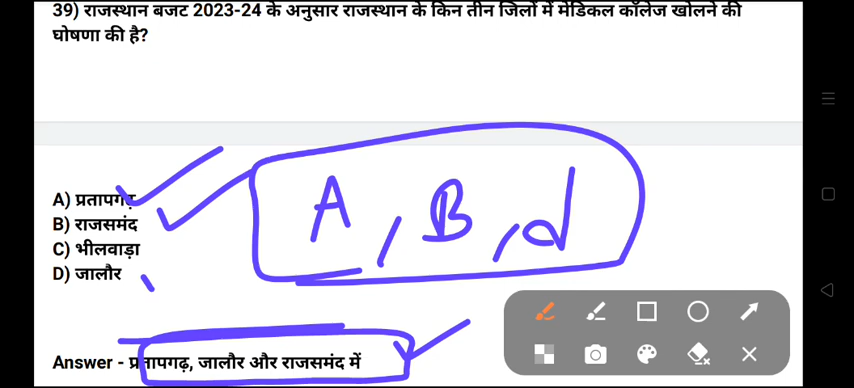 39) राजस्थान बजट 2023-24 के अनुसार राजस्थान के किन तीन जिलों में मेडिकल कॉलेज खोलने की
घोषणा की है?
A) प्रतापगढ़
B) राजसमंद
C) भीलवाड़ा
D) जालौर
A, B, d
Answer - प्रतापगढ़, जालौर और राजसमंद में